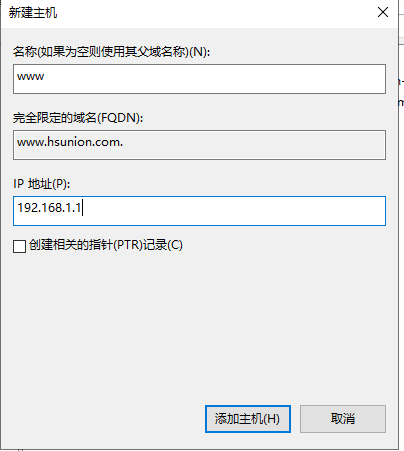 新建主机
名称(如果为空则使用其父域名称)(N):
www
完全限定的域名(FQDN):
www.hsunion.com.
IP 地址(P):
192.168.1.1
创建相关的指针(PTR)记录(C)
添加主机(H)
取消